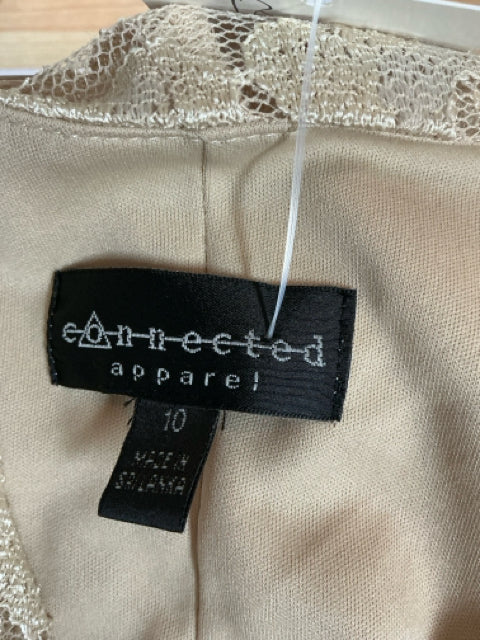 connected
apparel
10
MADE IN
SRI LANKA